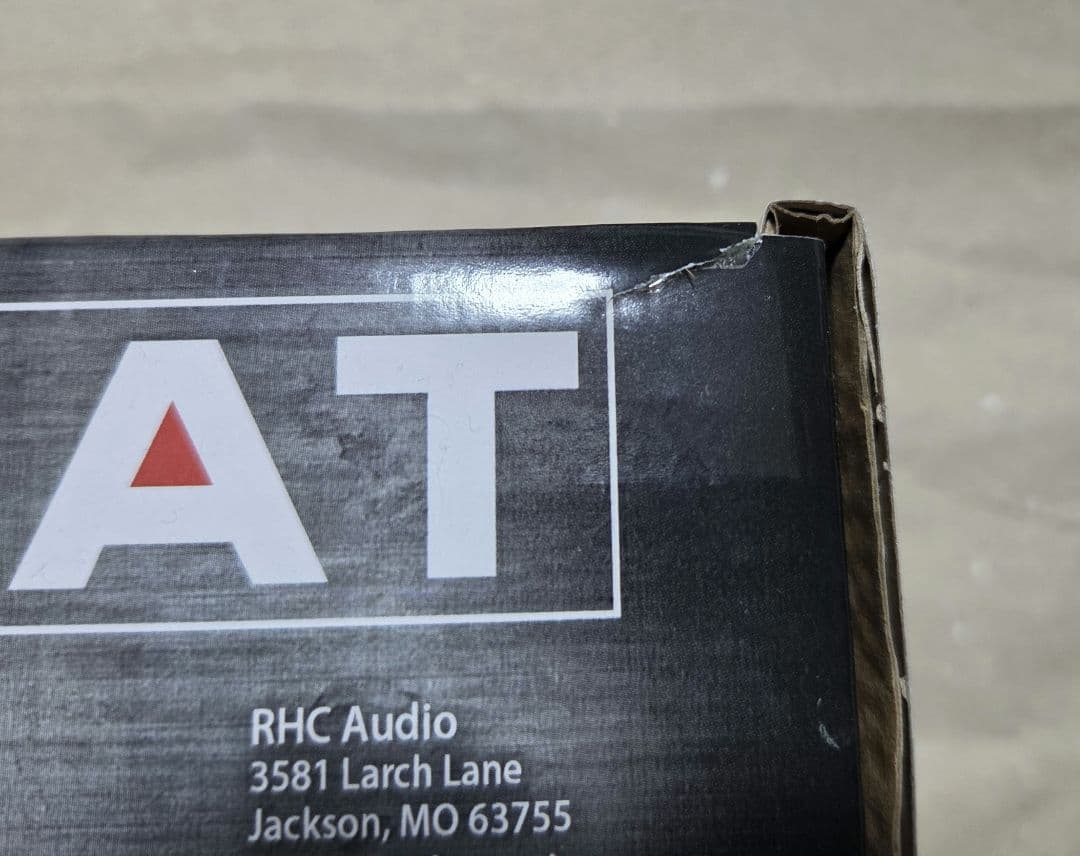 AT
RHC Audio
3581 Larch Lane
Jackson, MO 63755